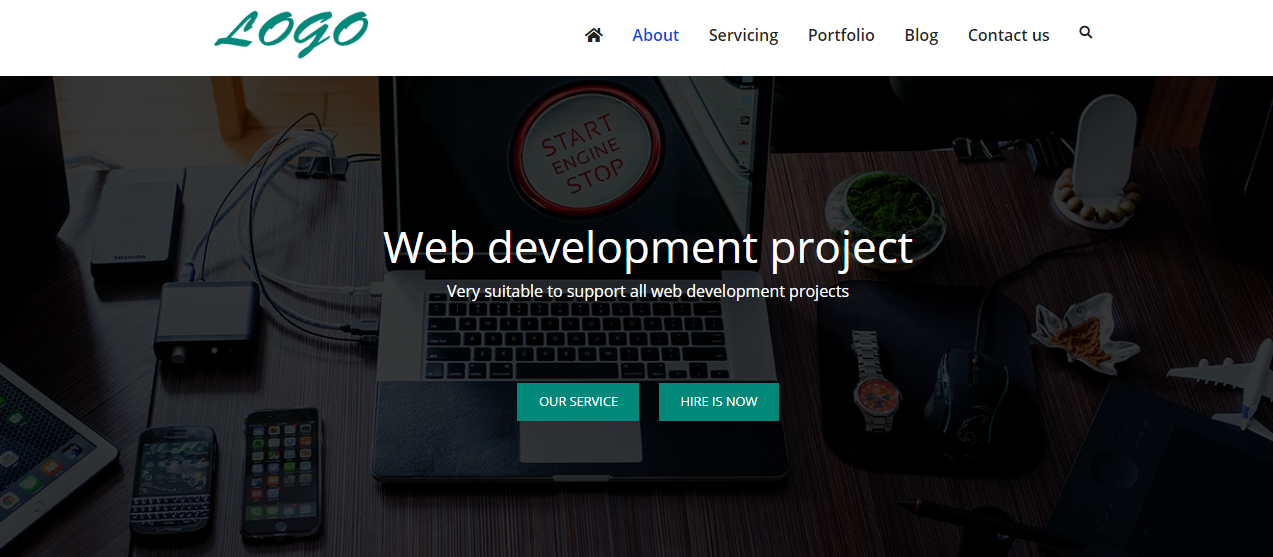 LOGO
About Servicing Portfolio Blog Contact us
START
ENGINE
STOP
TOSHIBA
Web development project
Very suitable to support all web development projects
OUR SERVICE HIRE IS NOW